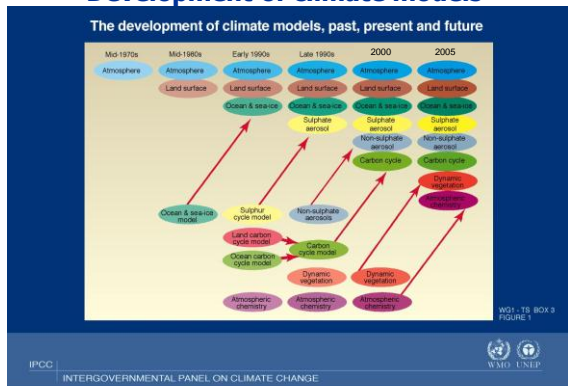 Development of climate models
The development of climate models, past, present and future
Mid-1970s Mid-1980s Early 1990s Late 1990s 2000 2005
Atmosphere Atmosphere Atmosphere Atmosphere Atmosphere Atmosphere
Land surface Land surface Land surface Land surface Land surface
Ocean & sea-ice Ocean & sea-ice Ocean & sea-ice Ocean & sea-ice
Sulphate
aerosol
Sulphate
aerosol
Sulphate
aerosol
Non-sulphate
aerosol
Non-sulphate
aerosol
Carbon cycle Carbon cycle
Dynamic
vegetation
Atmospheric
chemistry
Ocean & sea-ice
model
Sulphur
cycle model
Non-sulphate
aerosols
Land carbon
cycle model
Ocean carbon
cycle model
Carbon
cycle model
Dynamic
vegetation
Dynamic
vegetation
Atmospheric
chemistry
Atmospheric
chemistry
Atmospheric
chemistry
WG1 - TS BOX 3
FIGURE 1
IPCC
INTERGOVERNMENTAL PANEL ON CLIMATE CHANGE
WMO UNEP